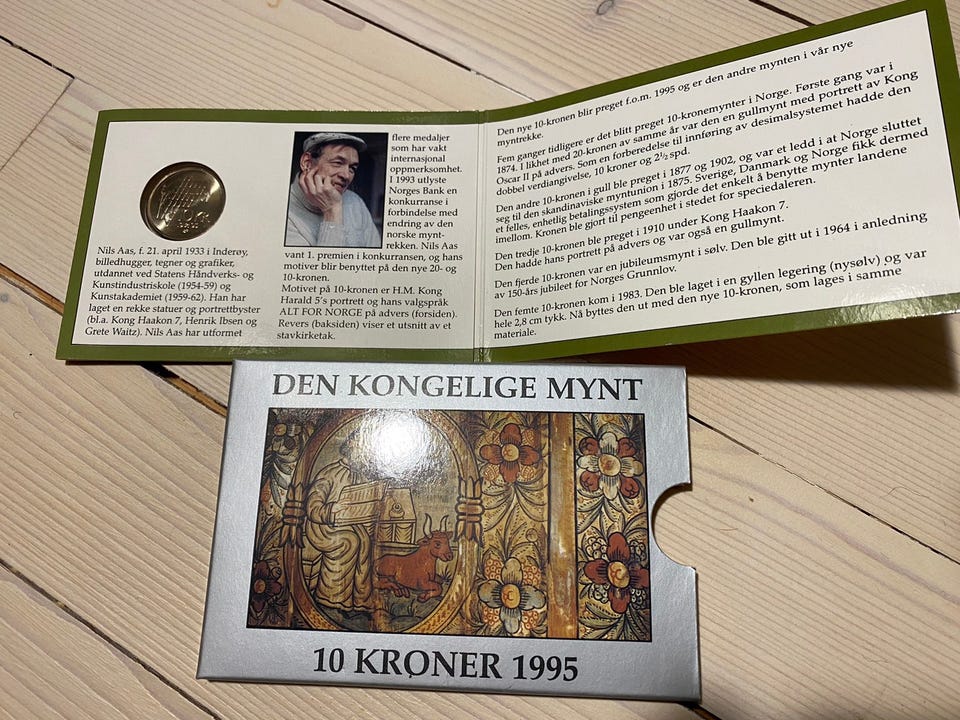 10 KR
Nils Aas, f. 21. april 1933 i Inderøy,
billedhugger, tegner og grafiker,
utdannet ved Statens Håndverks- og
Kunstindustriskole (1954-59) og
Kunstakademiet (1959-62). Han har
laget en rekke statuer og portrettbyster
(bl.a. Kong Haakon 7, Henrik Ibsen og
Grete Waitz). Nils Aas har utformet
flere medaljer
som har vakt
internasjonal
oppmerksomhet.
I 1993 utlyste
Norges Bank en
konkurranse i
forbindelse med
endring av den
norske mynt-
rekken. Nils Aas
vant 1. premien i konkurransen, og hans
motiver blir benyttet på den nye 20- og
10-kronen.
Motivet på 10-kronen er H.M. Kong
Harald 5's portrett og hans valgspråk
ALT FOR NORGE på advers (forsiden).
Revers (baksiden) viser et utsnitt av et
stavkirketak.
Den nye 10-kronen blir preget f.o.m. 1995 og er den andre mynten i vår nye
myntrekke.
Fem ganger tidligere er det blitt preget 10-kronemynter i Norge. Første gang var i
1874. I likhet med 20-kronen av samme år var den en gullmynt med portrett av Kong
Oscar II på advers. Som en forberedelse til innføring av desimalsystemet hadde den
dobbel verdiangivelse, 10 kroner og 2½ spd.
Den andre 10-kronen i gull ble preget i 1877 og 1902, og var et ledd i at Norge sluttet
seg til den skandinaviske myntunion i 1875. Sverige, Danmark og Norge fikk dermed
et felles, enhetlig betalingssystem som gjorde det enkelt å benytte mynter landene
imellom. Kronen ble gjort til pengeenhet i stedet for speciedaleren.
Den tredje 10-kronen ble preget i 1910 under Kong Haakon 7.
Den hadde hans portrett på advers og var også en gullmynt.
Den fjerde 10-kronen var en jubileumsmynt i sølv. Den ble gitt ut i 1964 i anledning
av 150-års jubileet for Norges Grunnlov.
Den femte 10-kronen kom i 1983. Den ble laget i en gyllen legering (nysølv) og var
hele 2,8 cm tykk. Nå byttes den ut med den nye 10-kronen, som lages i samme
materiale.
DEN KONGELIGE MYNT
10 KRONER 1995